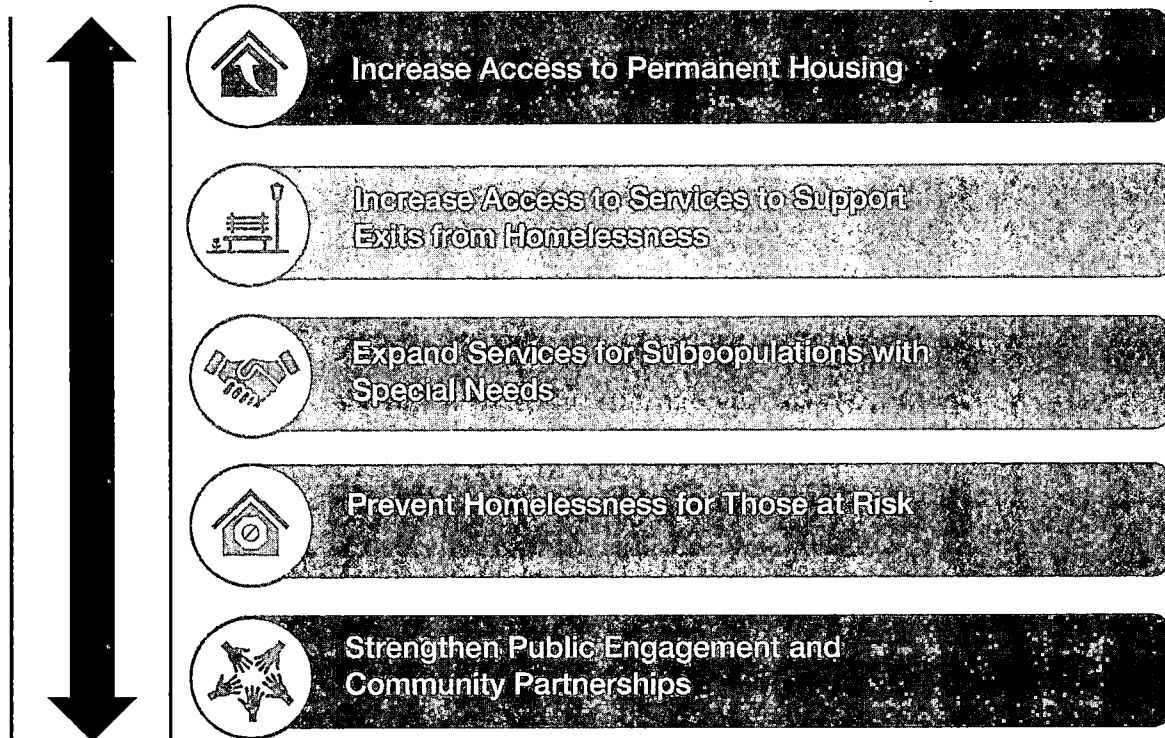 Increase Access to Permanent Housing
Increase Access to Services to Support
Exits from Homelessness
Expand Services for Subpopulations with
Special Needs
Prevent Homelessness for Those at Risk
Strengthen Public Engagement and
Community Partnerships